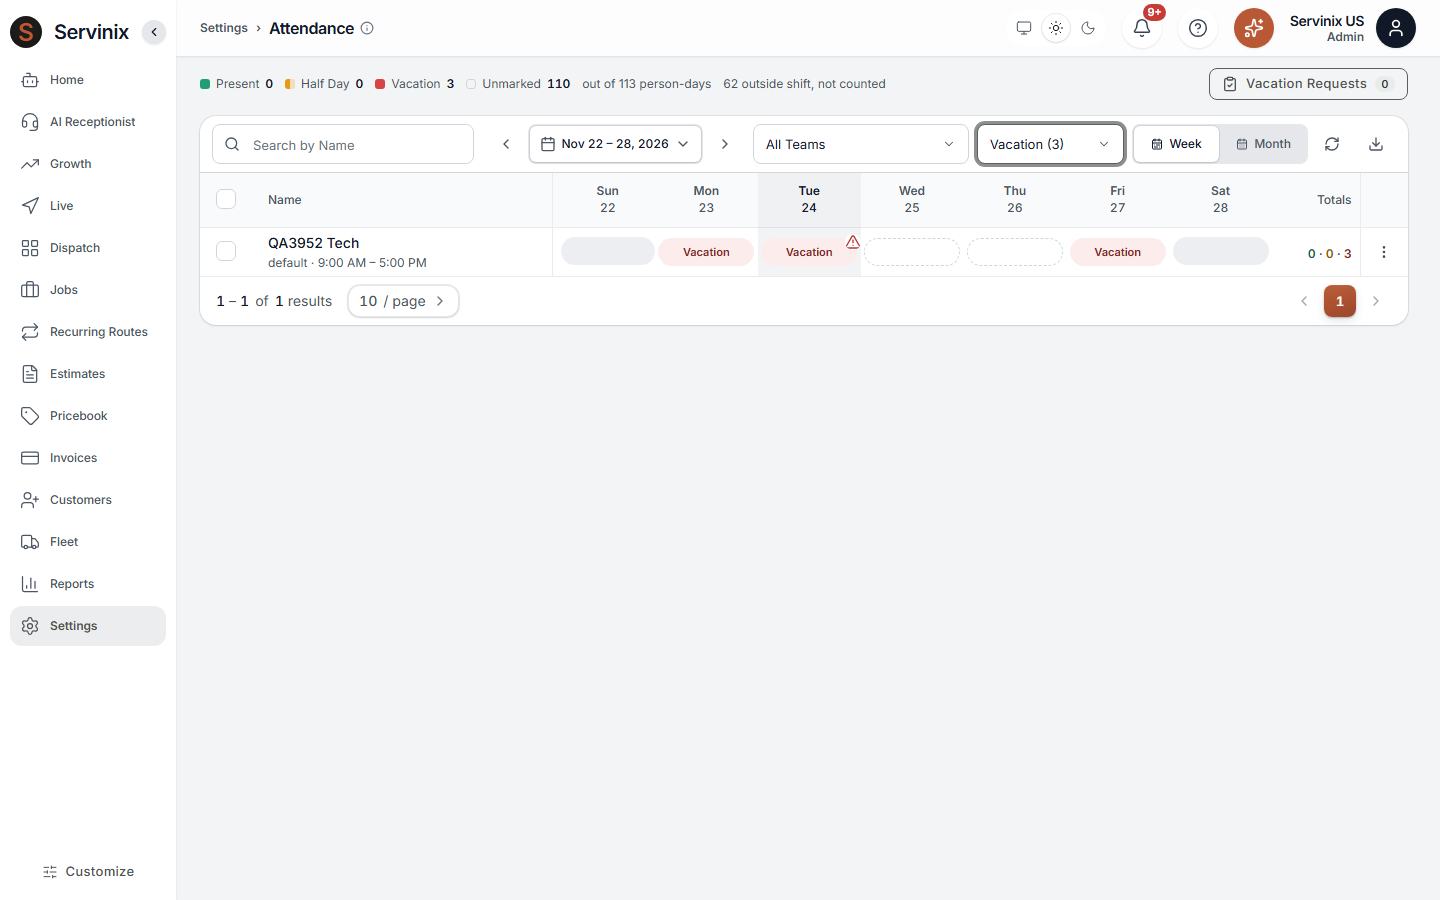 Servinix
Home
AI Receptionist
Growth
Live
Dispatch
Jobs
Recurring Routes
Estimates
Pricebook
Invoices
Customers
Fleet
Reports
Settings
Customize
Settings › Attendance
9+
Servinix US
Admin
Present 0 Half Day 0 Vacation 3 Unmarked 110 out of 113 person-days 62 outside shift, not counted
Vacation Requests 0
Search by Name
Nov 22 – 28, 2026
All Teams
Vacation (3)
Week
Month
Name
Sun 22
Mon 23
Tue 24
Wed 25
Thu 26
Fri 27
Sat 28
Totals
QA3952 Tech
default · 9:00 AM – 5:00 PM
Vacation
Vacation
Vacation
0 · 0 · 3
1 – 1 of 1 results
10 / page
1